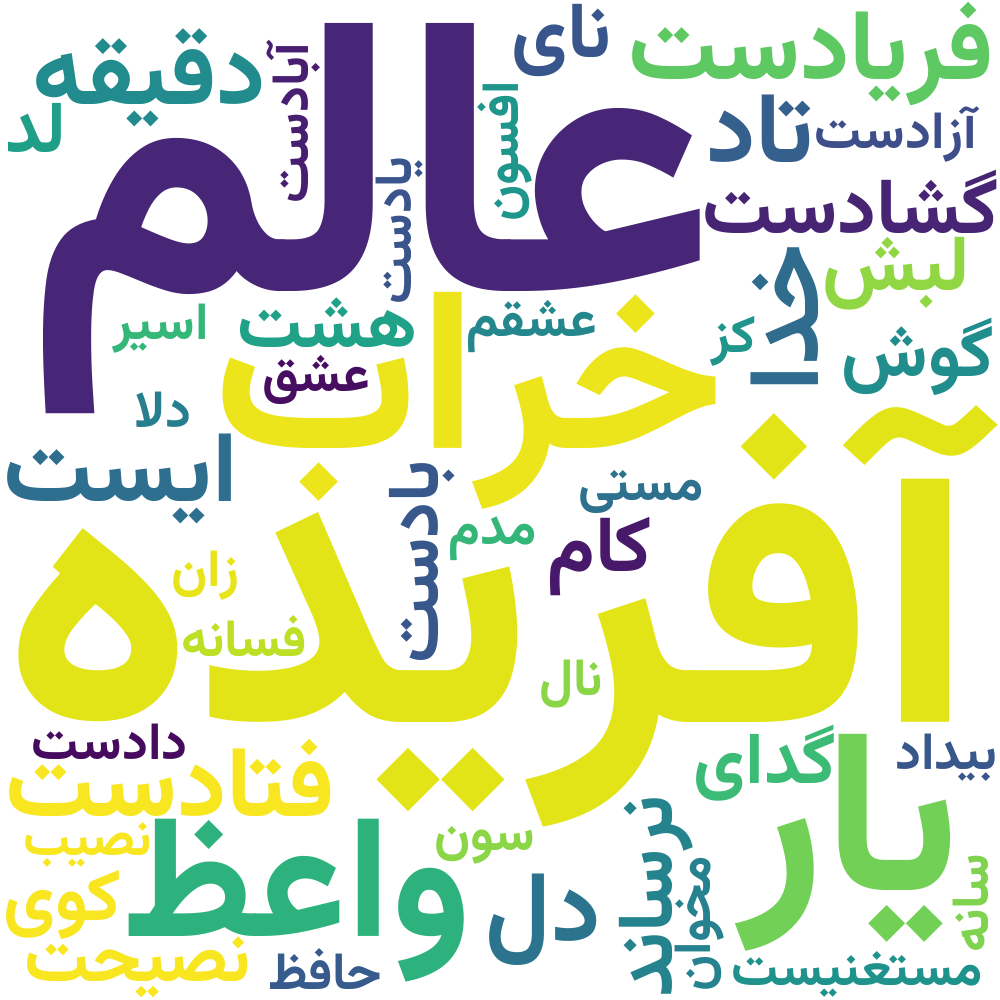 نای
فریادست
دقیقه
آبادست
افسون
تاد
آزادست
لد
عالم
یادست
گشادست
لبش
خدا
اسیر
هشت
عشقم
کز
گوش
عشق
خراب
دلا
ایست
بادست
مستی
مدم
کام
آفریده
زان
فسانه
نال
دادست
گدای
بیداد
فتادست
یار
نصیب
واعظ
سون
نرساند
مخوان
سانه
کوی
دل
نصیحت
حافظ
مستغنیست